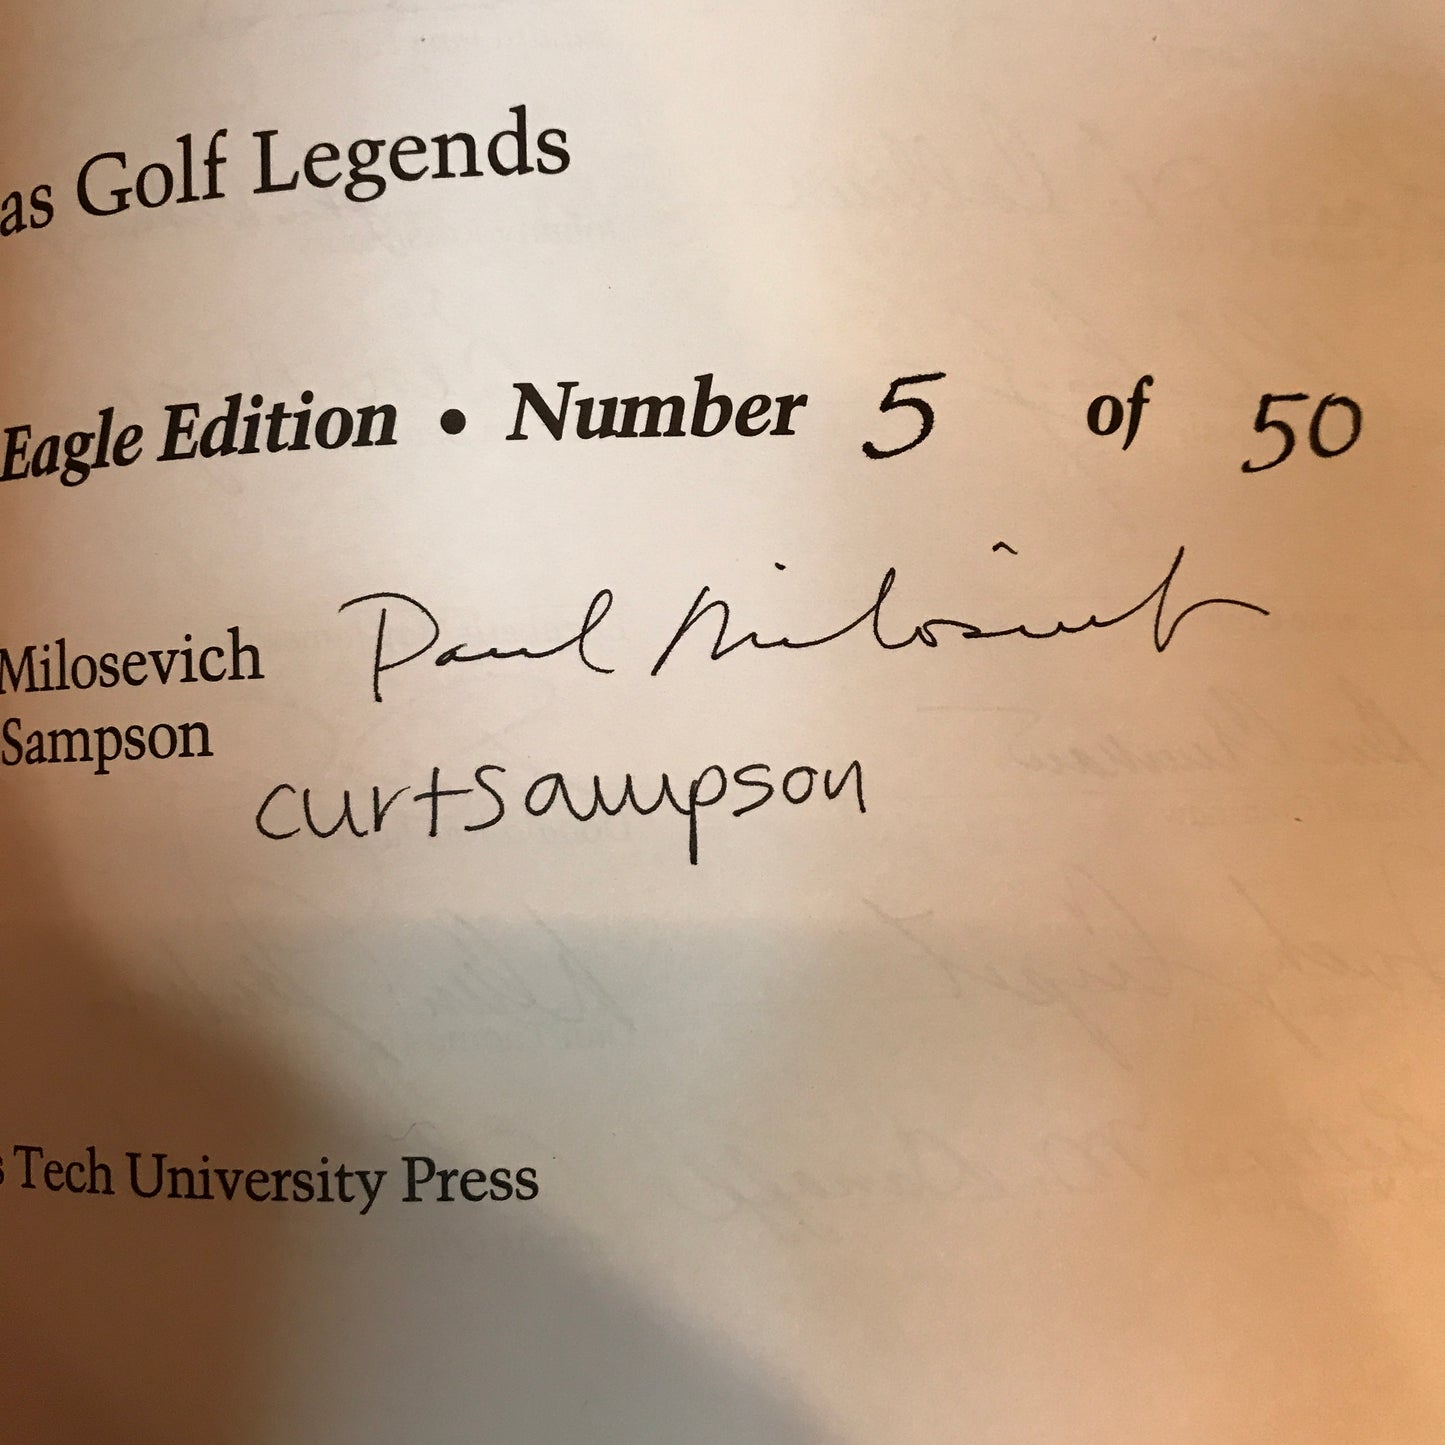 as Golf Legends
Eagle Edition • Number 5 of 50
Milosevich Paul Milosevich
Sampson
curtsampson
s Tech University Press